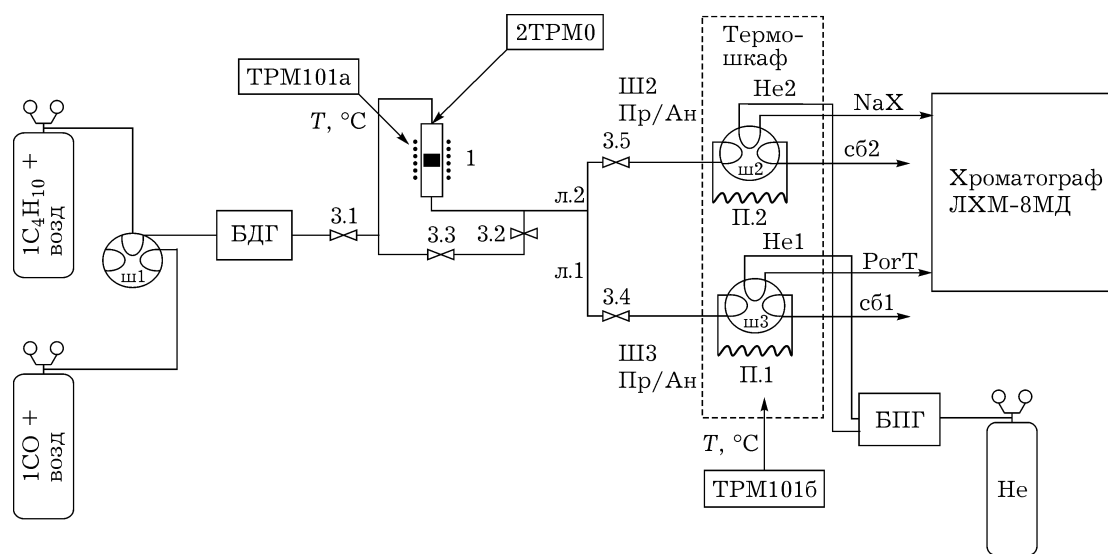 2ТРМ0
ТРМ101а
T, °C
1
1C4H10 +
возд
ш1
1CO +
возд
БДГ
3.1
3.3
3.2
л.2
л.1
3.5
3.4
Ш2
Пр/Ан
Ш3
Пр/Ан
Термо-
шкаф
He2
ш2
П.2
He1
ш3
П.1
NaX
сб2
PorT
сб1
Хроматограф
ЛХМ-8МД
T, °C
ТРМ101б
БПГ
He